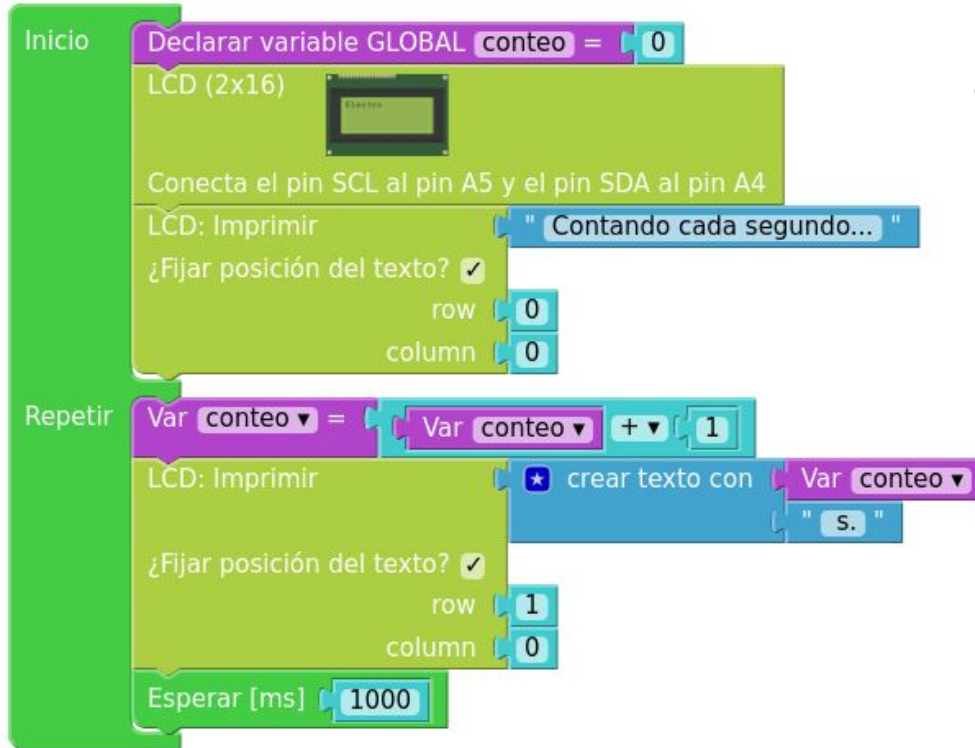 Inicio
Declarar variable GLOBAL conteo = 0
LCD (2x16)
Conecta el pin SCL al pin A5 y el pin SDA al pin A4
LCD: Imprimir " Contando cada segundo... "
¿Fijar posición del texto? ✓
row 0
column 0
Repetir
Var conteo ▾ = Var conteo ▾ + ▾ 1
LCD: Imprimir crear texto con Var conteo ▾
" s. "
¿Fijar posición del texto? ✓
row 1
column 0
Esperar [ms] 1000